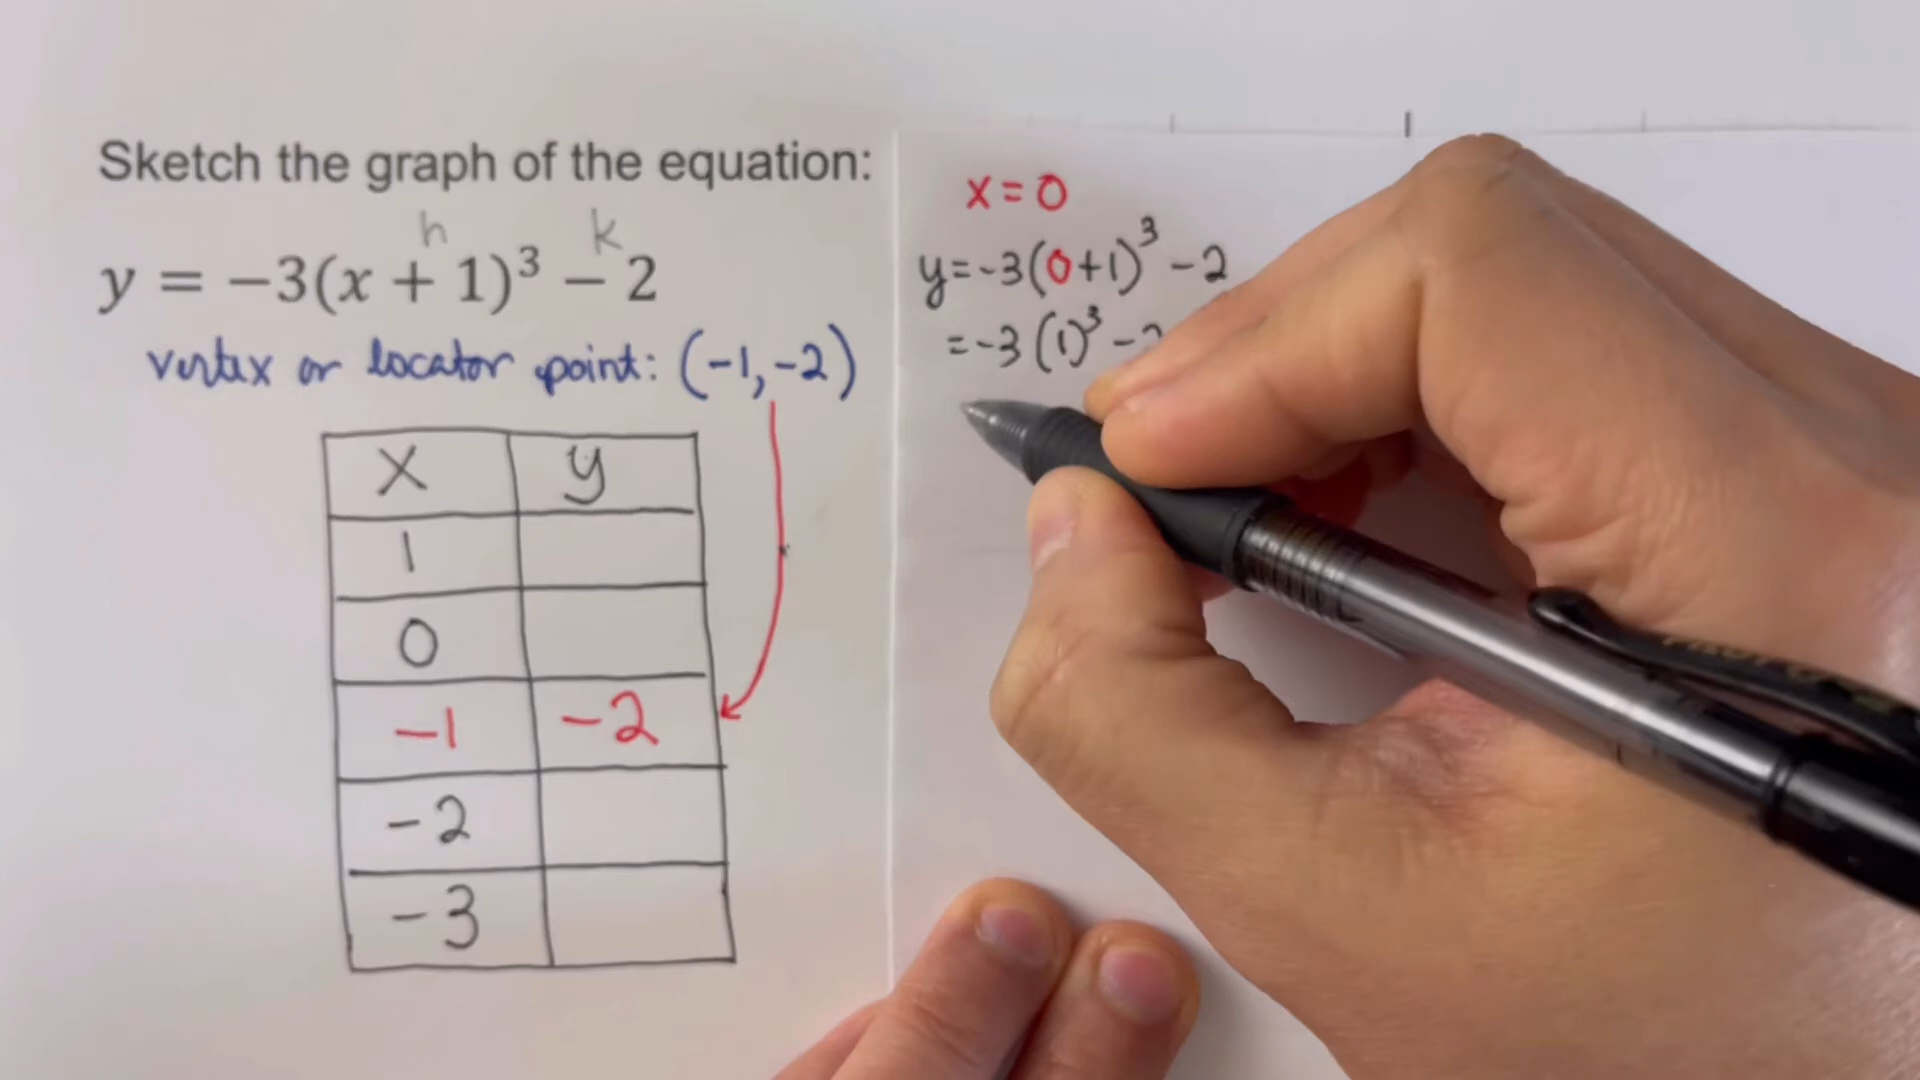 Sketch the graph of the equation:
h k
y = −3(x + 1)³ − 2
vertex or locator point: (-1, -2)
x y
1
0
-1 -2
-2
-3
x = 0
y = -3(0+1)³ - 2
= -3(1)³ - 2